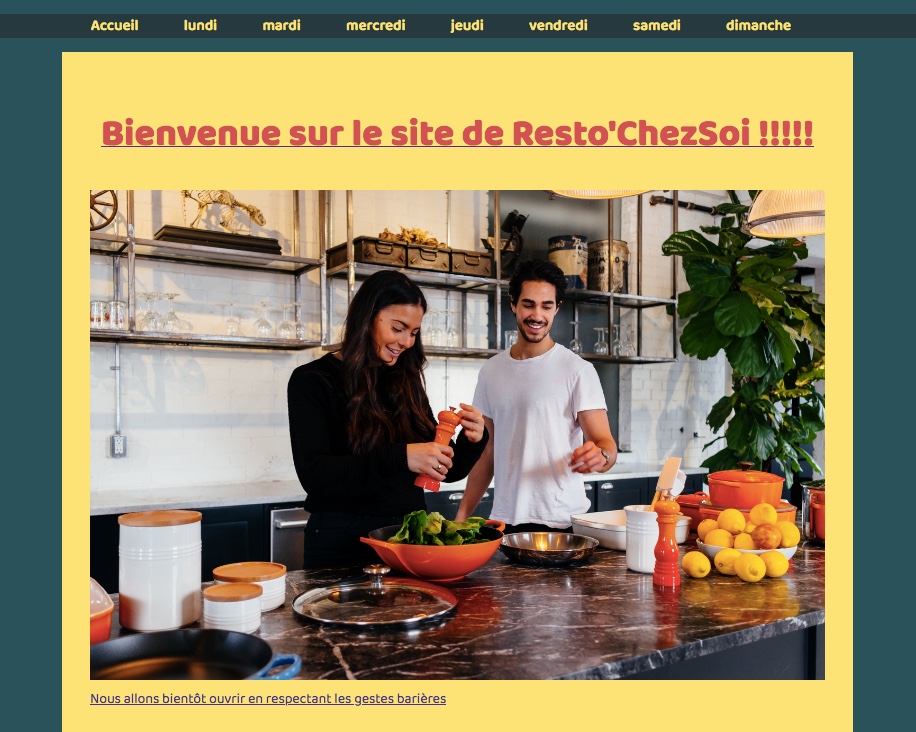 Accueil lundi mardi mercredi jeudi vendredi samedi dimanche
Bienvenue sur le site de Resto'ChezSoi !!!!!
Nous allons bientôt ouvrir en respectant les gestes barières